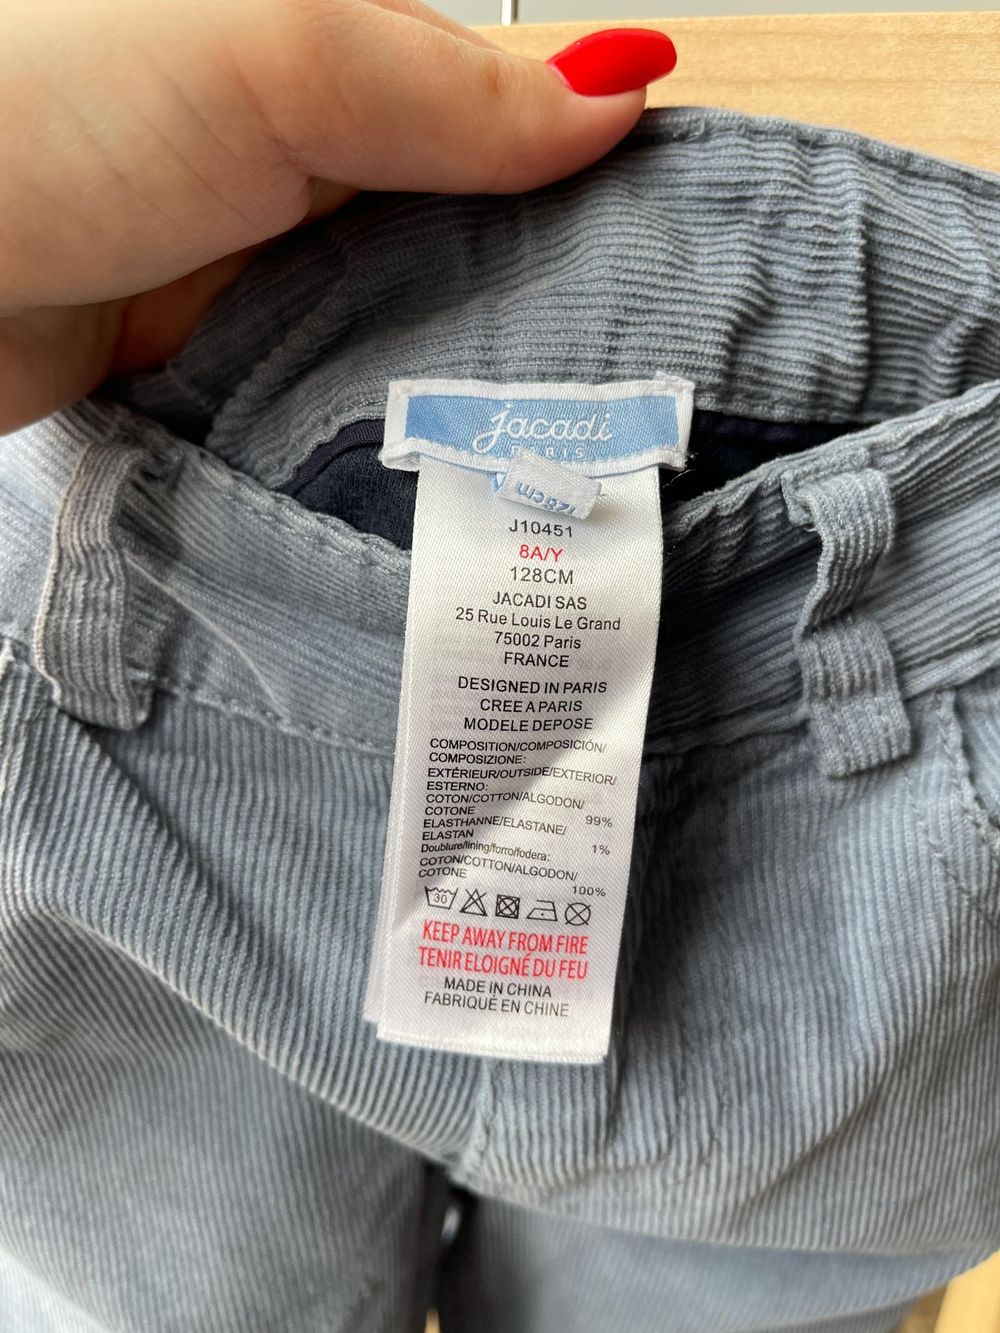 jacadi
PARIS
128cm
J10451
8A/Y
128CM
JACADI SAS
25 Rue Louis Le Grand
75002 Paris
FRANCE
DESIGNED IN PARIS
CREE A PARIS
MODELE DEPOSE
COMPOSITION/COMPOSICIÓN/
COMPOSIZIONE:
EXTÉRIEUR/OUTSIDE/EXTERIOR/
ESTERNO:
COTON/COTTON/ALGODON/
COTONE 99%
ELASTHANNE/ELASTANE/
ELASTAN 1%
Doublure/lining/forro/fodera:
COTON/COTTON/ALGODON/
COTONE 100%
30
KEEP AWAY FROM FIRE
TENIR ELOIGNÉ DU FEU
MADE IN CHINA
FABRIQUÉ EN CHINE